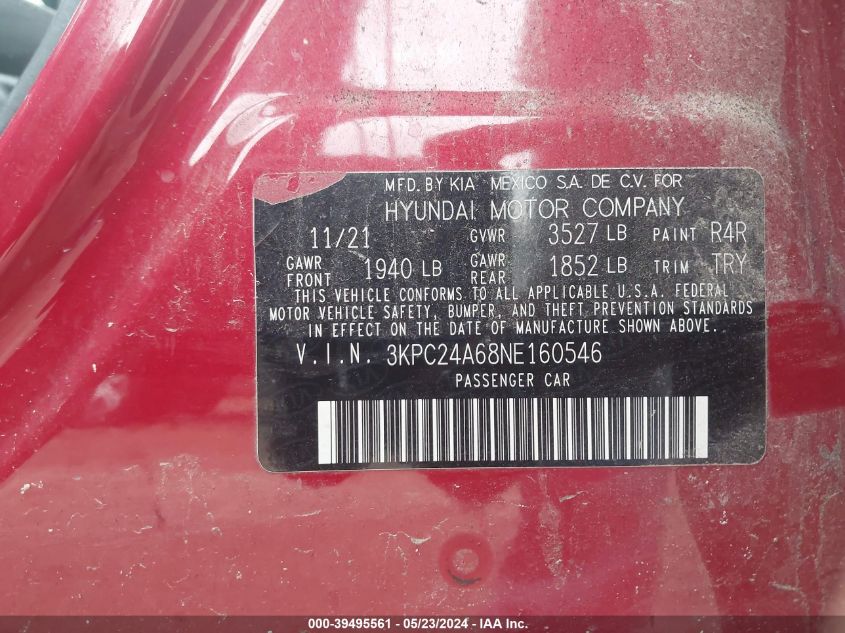 MFD. BY KIA MEXICO S.A. DE C.V. FOR
HYUNDAI MOTOR COMPANY
11/21 GVWR 3527 LB PAINT R4R
GAWR FRONT 1940 LB GAWR REAR 1852 LB TRIM TRY
THIS VEHICLE CONFORMS TO ALL APPLICABLE U.S.A. FEDERAL
MOTOR VEHICLE SAFETY, BUMPER, AND THEFT PREVENTION STANDARDS
IN EFFECT ON THE DATE OF MANUFACTURE SHOWN ABOVE.
V.I.N. 3KPC24A68NE160546
PASSENGER CAR
000-39495561 - 05/23/2024 - IAAI.COM